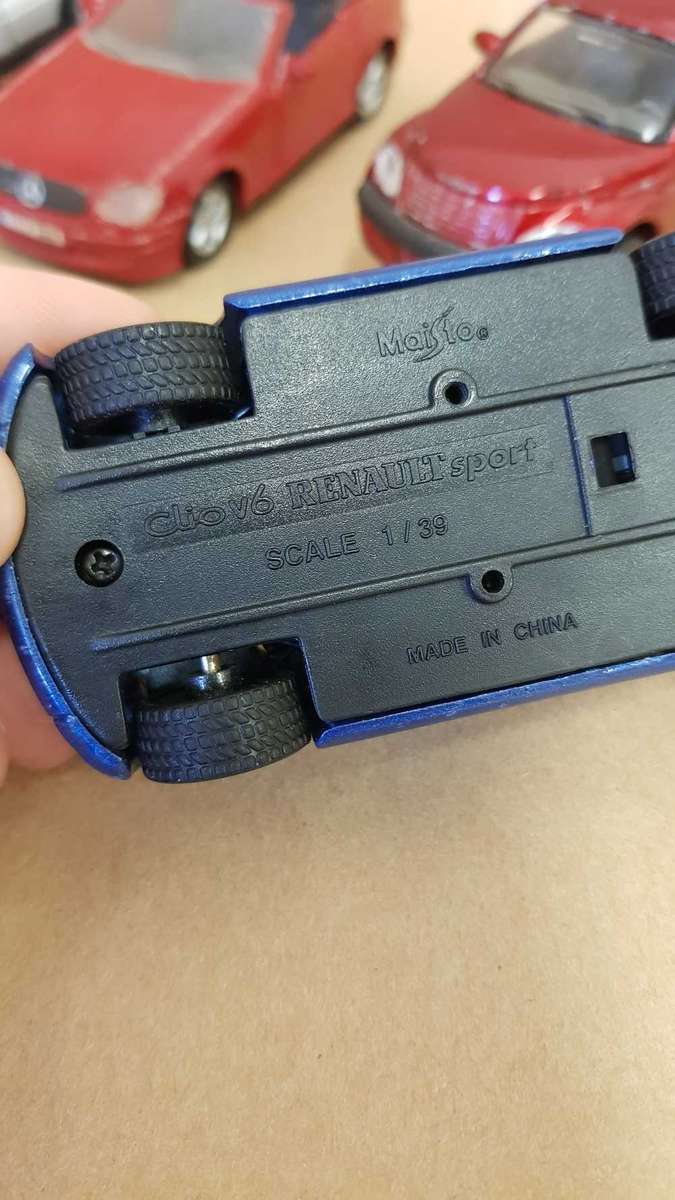 Maisto®
Clio v6 RENAULT sport
SCALE 1/39
MADE IN CHINA